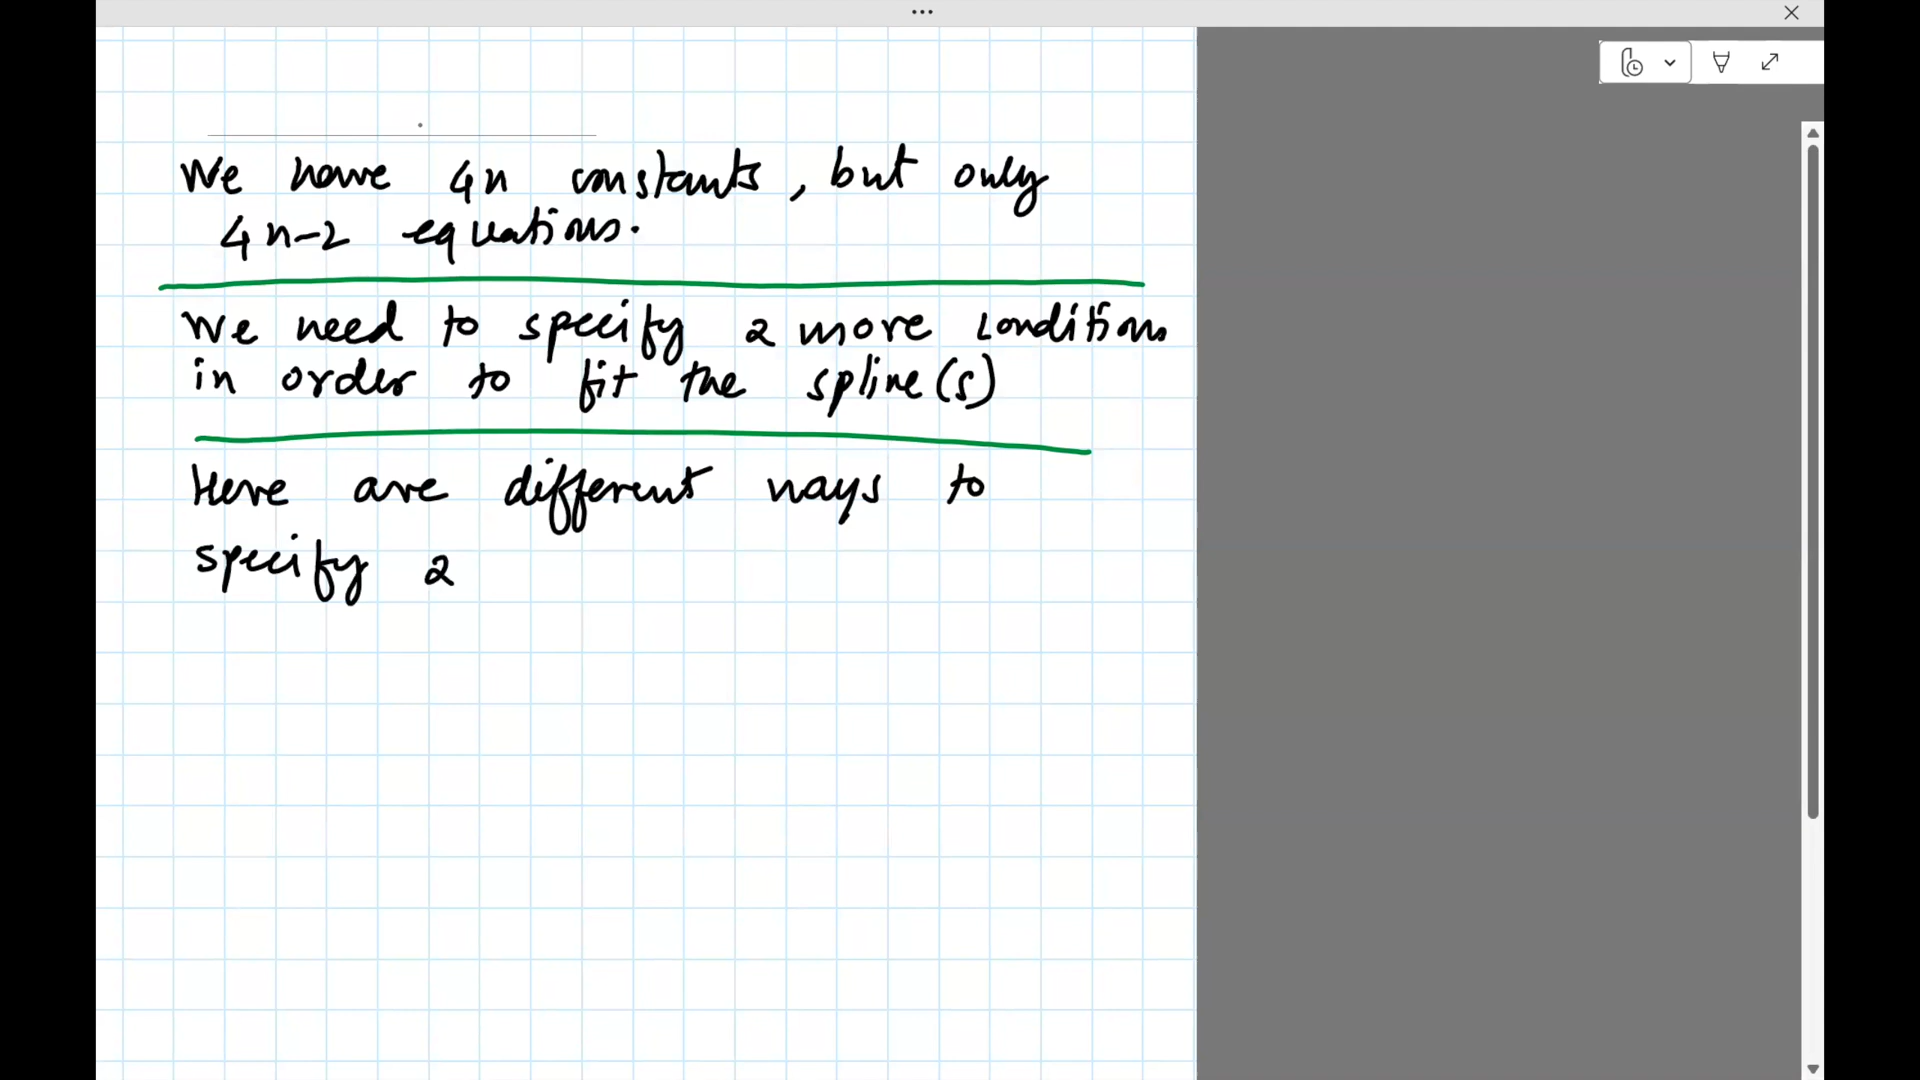 We have 4n constants, but only
4n-2 equations.
We need to specify 2 more conditions
in order to fit the spline(s)
Here are different ways to
specify 2